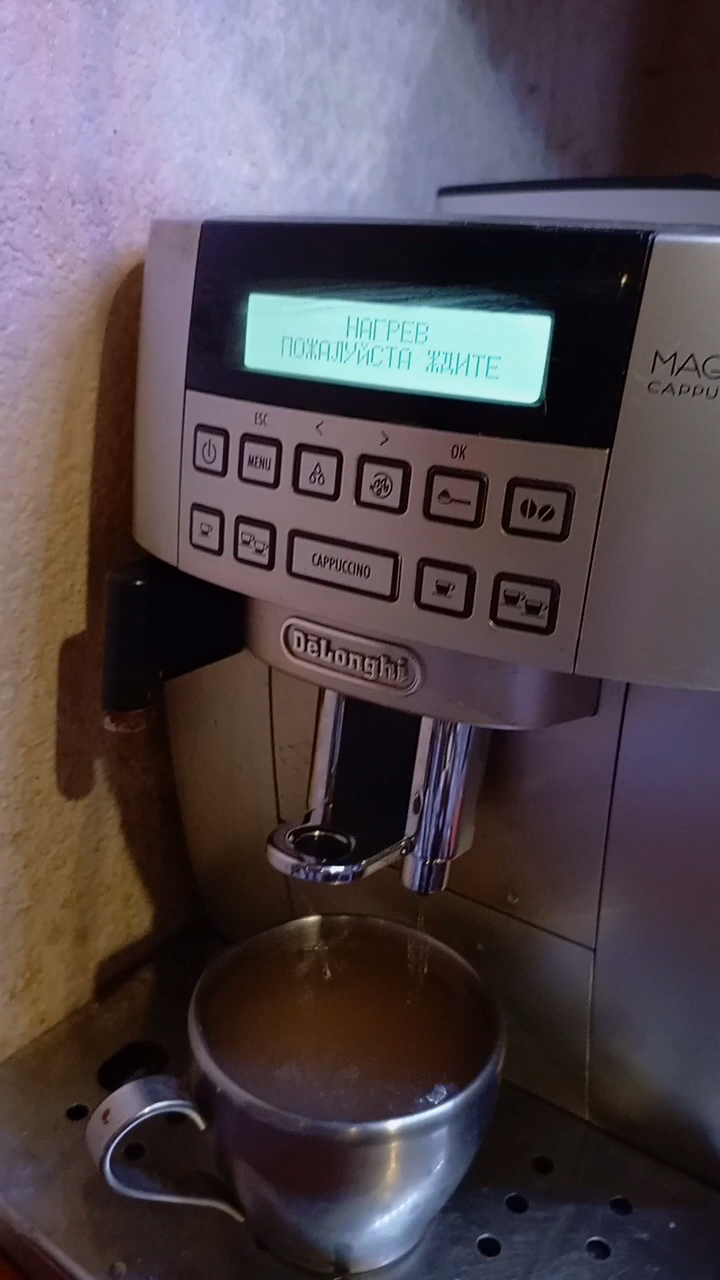 НАГРЕВ
ПОЖАЛУЙСТА ЖДИТЕ
MAG
CAPPU
ESC < > OK
MENU
CAPPUCCINO
DeLonghi